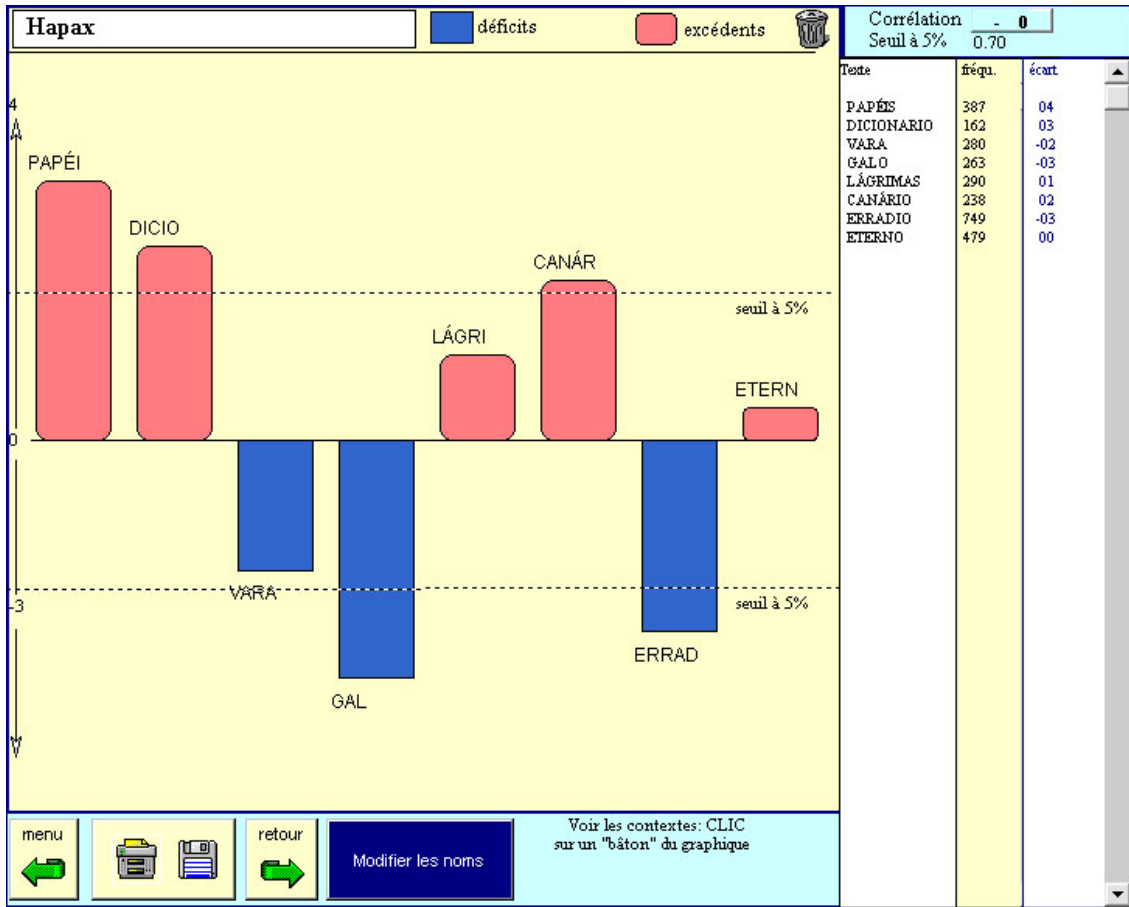 Hapax
déficits
excédents
Corrélation - 0
Seuil à 5% 0.70
4
PAPÉI
DICIO
CANÁR
seuil à 5%
LÁGRI
ETERN
0
VARA
-3
seuil à 5%
ERRAD
GAL
Texte fréqu. écart
PAPÉIS 387 04
DICIONARIO 162 03
VARA 280 -02
GALO 263 -03
LÁGRIMAS 290 01
CANÁRIO 238 02
ERRADIO 749 -03
ETERNO 479 00
menu
retour
Modifier les noms
Voir les contextes: CLIC
sur un "bâton" du graphique